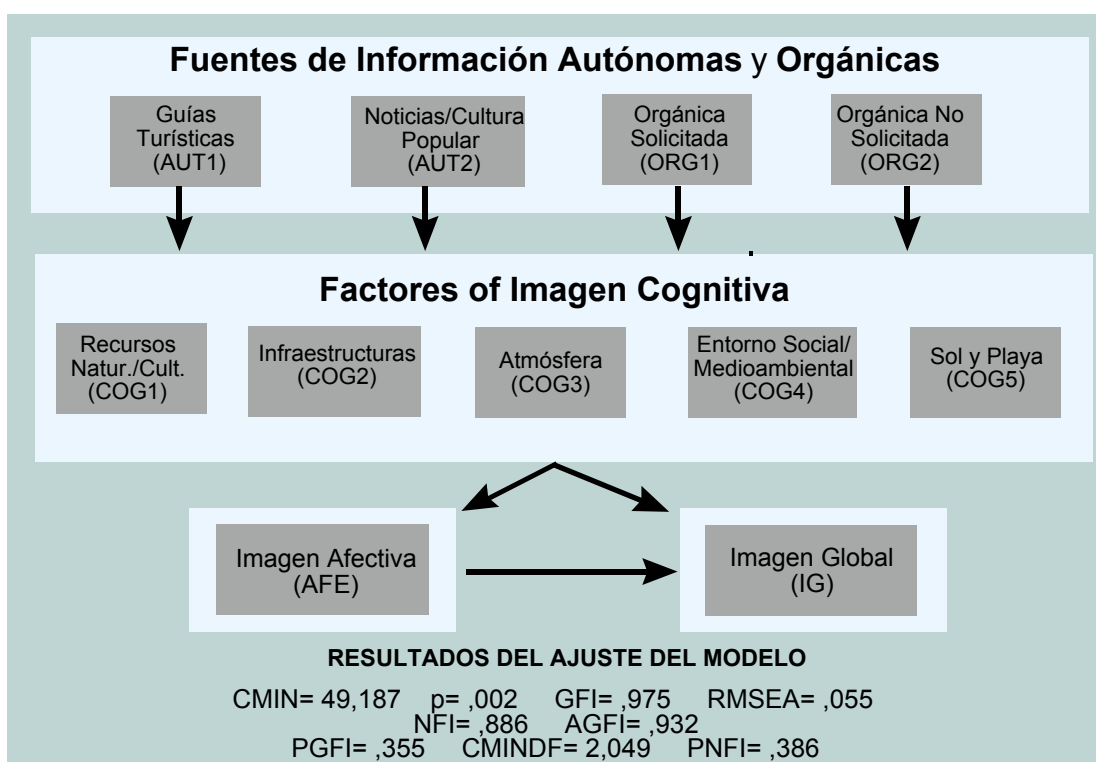 Fuentes de Información Autónomas y Orgánicas
Guías
Turísticas
(AUT1)
Noticias/Cultura
Popular
(AUT2)
Orgánica
Solicitada
(ORG1)
Orgánica No
Solicitada
(ORG2)
Factores of Imagen Cognitiva
Recursos
Natur./Cult.
(COG1)
Infraestructuras
(COG2)
Atmósfera
(COG3)
Entorno Social/
Medioambiental
(COG4)
Sol y Playa
(COG5)
Imagen Afectiva
(AFE)
Imagen Global
(IG)
RESULTADOS DEL AJUSTE DEL MODELO
CMIN= 49,187 p= ,002 GFI= ,975 RMSEA= ,055
NFI= ,886 AGFI= ,932
PGFI= ,355 CMINDF= 2,049 PNFI= ,386